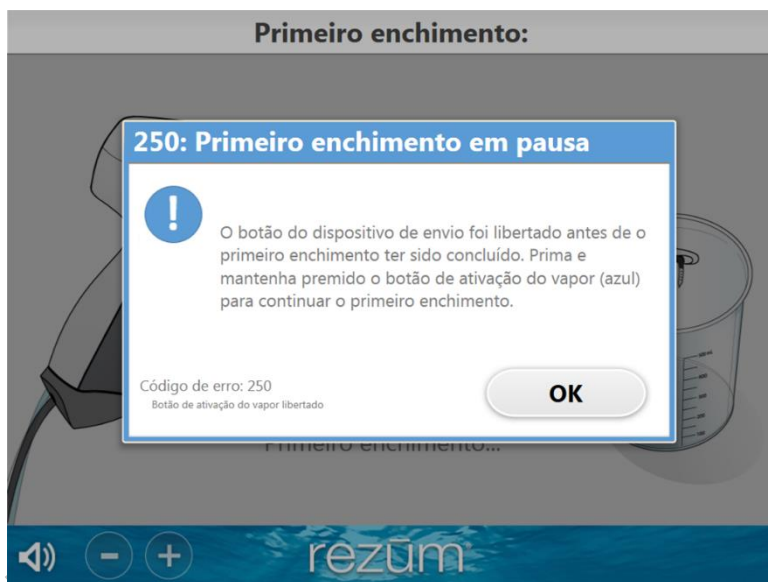 Primeiro enchimento:
250: Primeiro enchimento em pausa
!
O botão do dispositivo de envio foi libertado antes de o
primeiro enchimento ter sido concluído. Prima e
mantenha premido o botão de ativação do vapor (azul)
para continuar o primeiro enchimento.
Código de erro: 250
Botão de ativação do vapor libertado
OK
Primeiro enchimento...
rezūm